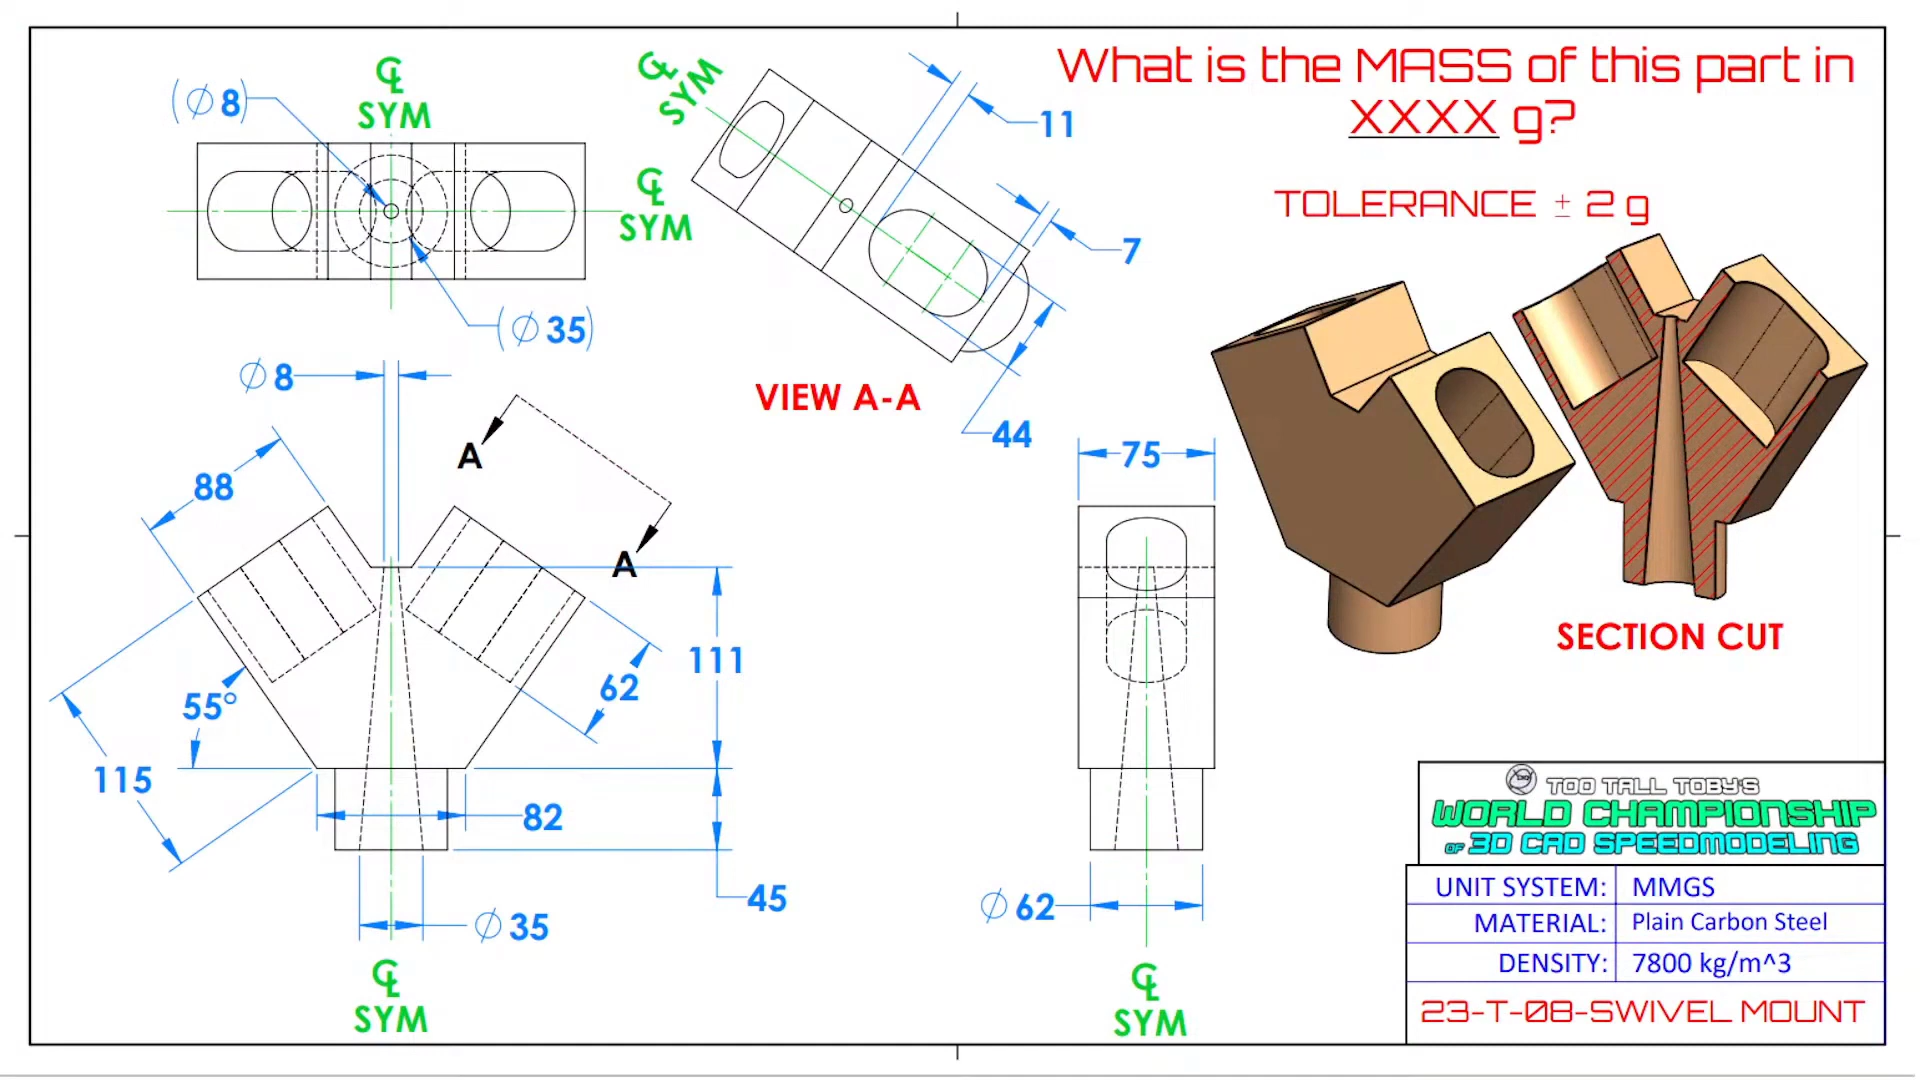 What is the MASS of this part in
XXXX g?
TOLERANCE ± 2 g
(∅8)
℄
SYM
℄
SYM
(∅35)
℄
SYM
11
7
44
VIEW A-A
∅8
A
A
88
111
62
55°
115
82
45
∅35
℄
SYM
75
∅62
℄
SYM
SECTION CUT
TOO TALL TOBY'S
WORLD CHAMPIONSHIP
OF 3D CAD SPEEDMODELING
UNIT SYSTEM: MMGS
MATERIAL: Plain Carbon Steel
DENSITY: 7800 kg/m^3
23-T-08-SWIVEL MOUNT